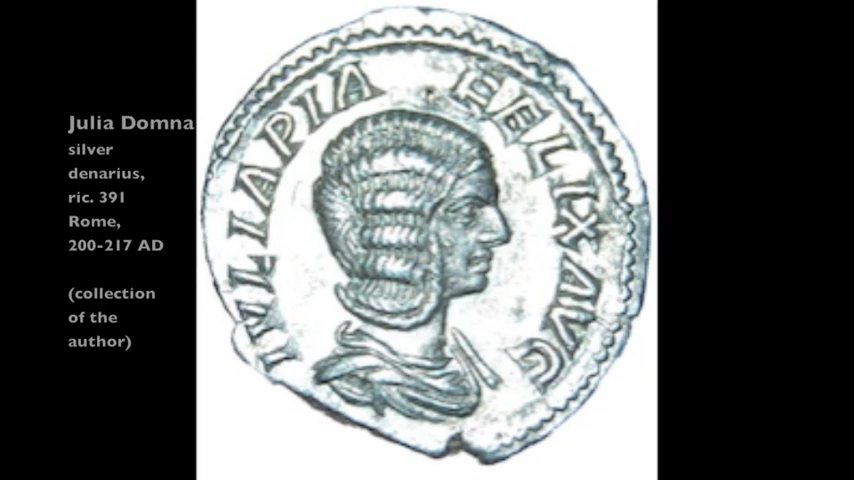 Julia Domna
silver
denarius,
ric. 391
Rome,
200-217 AD
(collection
of the
author)
IVLIA PIA FELIX AVG